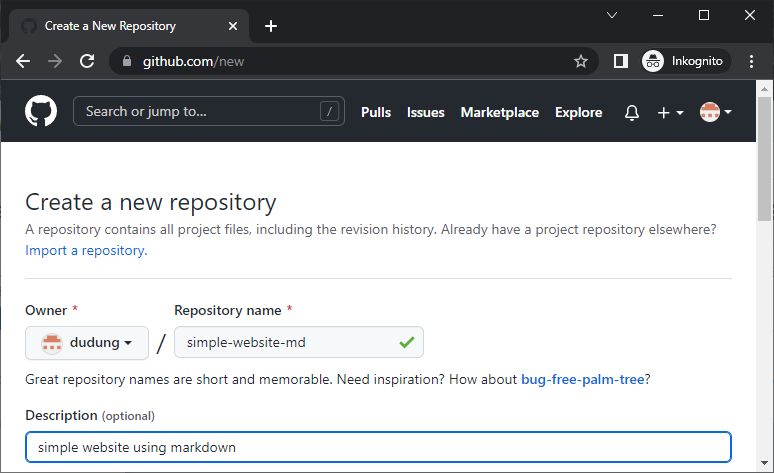 Create a New Repository
github.com/new
Inkognito
Search or jump to... /
Pulls Issues Marketplace Explore
Create a new repository
A repository contains all project files, including the revision history. Already have a project repository elsewhere?
Import a repository.
Owner * Repository name *
dudung / simple-website-md
Great repository names are short and memorable. Need inspiration? How about bug-free-palm-tree?
Description (optional)
simple website using markdown